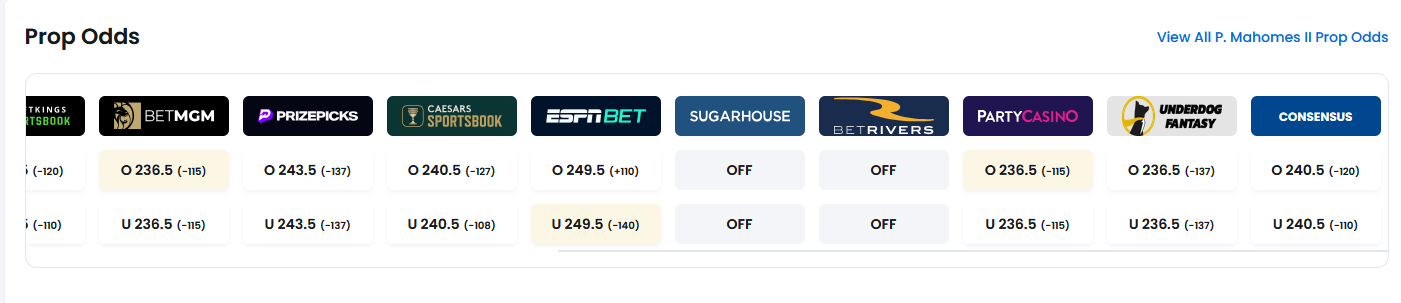 Prop Odds
View All P. Mahomes II Prop Odds
TKINGS
RTSBOOK
BETMGM
PRIZEPICKS
CAESARS
SPORTSBOOK
ESPN BET
SUGARHOUSE
BETRIVERS
PARTYCASINO
UNDERDOG
FANTASY
CONSENSUS
5 (-120)
O 236.5 (-115)
O 243.5 (-137)
O 240.5 (-127)
O 249.5 (+110)
OFF
OFF
O 236.5 (-115)
O 236.5 (-137)
O 240.5 (-120)
5 (-110)
U 236.5 (-115)
U 243.5 (-137)
U 240.5 (-108)
U 249.5 (-140)
OFF
OFF
U 236.5 (-115)
U 236.5 (-137)
U 240.5 (-110)